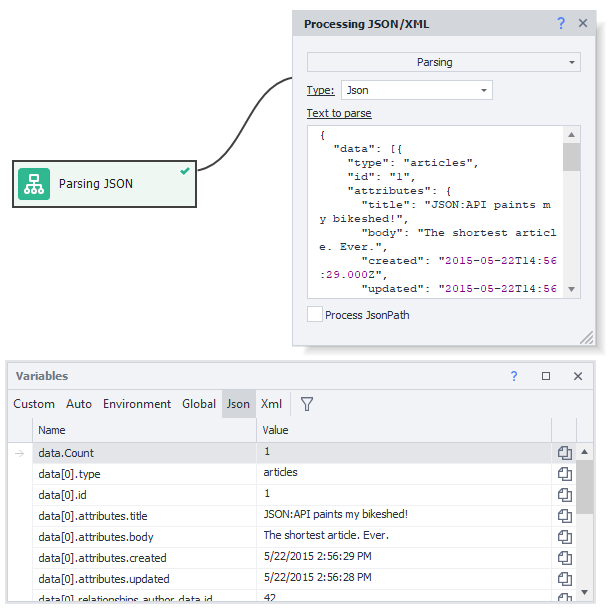 Processing JSON/XML ?
Parsing
Type: Json
Text to parse
{
"data": [{
"type": "articles",
"id": "1",
"attributes": {
"title": "JSON:API paints m
y bikeshed!",
"body": "The shortest articl
e. Ever.",
"created": "2015-05-22T14:56
:29.000Z",
"updated": "2015-05-22T14:56
Process JsonPath
Parsing JSON
Variables ?
Custom Auto Environment Global Json Xml
Name Value
data.Count 1
data[0].type articles
data[0].id 1
data[0].attributes.title JSON:API paints my bikeshed!
data[0].attributes.body The shortest article. Ever.
data[0].attributes.created 5/22/2015 2:56:29 PM
data[0].attributes.updated 5/22/2015 2:56:28 PM
data[0].relationships.author.data.id 42